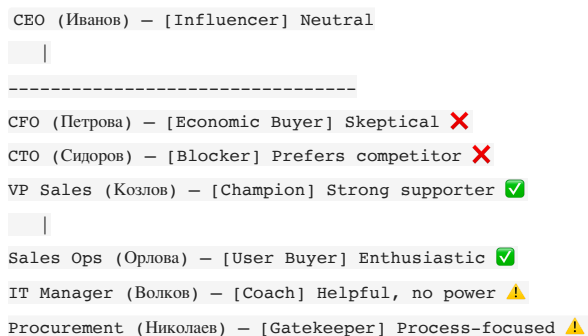 CEO (Иванов) — [Influencer] Neutral
|
---------------------------------
CFO (Петрова) — [Economic Buyer] Skeptical ❌
CTO (Сидоров) — [Blocker] Prefers competitor ❌
VP Sales (Козлов) — [Champion] Strong supporter ✅
|
Sales Ops (Орлова) — [User Buyer] Enthusiastic ✅
IT Manager (Волков) — [Coach] Helpful, no power ⚠️
Procurement (Николаев) — [Gatekeeper] Process-focused ⚠️